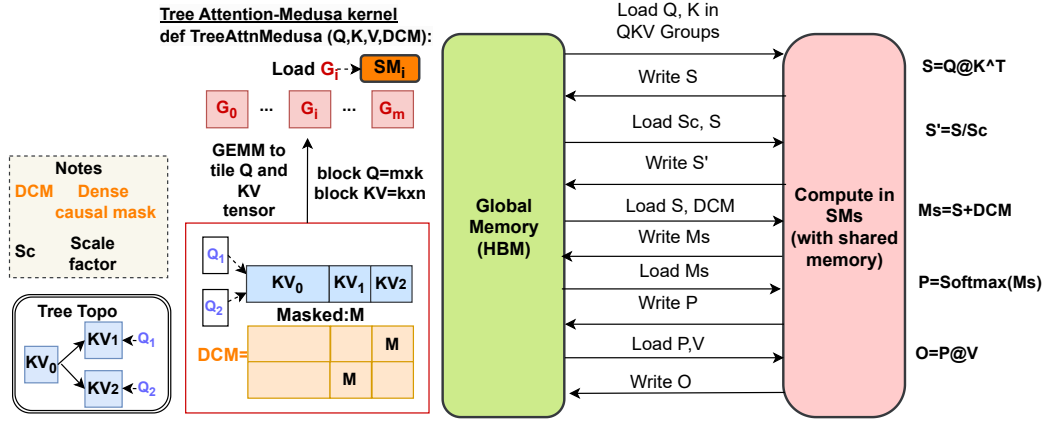 Tree Attention-Medusa kernel
def TreeAttnMedusa (Q,K,V,DCM):
Load G_i
SM_i
G_0 ... G_i ... G_m
GEMM to
tile Q and
KV
tensor
block Q=mxk
block KV=kxn
Notes
DCM Dense
causal mask
Sc Scale
factor
Tree Topo
KV_0
KV1
Q_1
KV2
Q_2
Q_1
Q_2
KV_0 KV_1 KV2
Masked:M
DCM=
M
M
Global
Memory
(HBM)
Load Q, K in
QKV Groups
Write S
Load Sc, S
Write S'
Load S, DCM
Write Ms
Load Ms
Write P
Load P,V
Write O
Compute in
SMs
(with shared
memory)
S=Q@K^T
S'=S/Sc
Ms=S+DCM
P=Softmax(Ms)
O=P@V